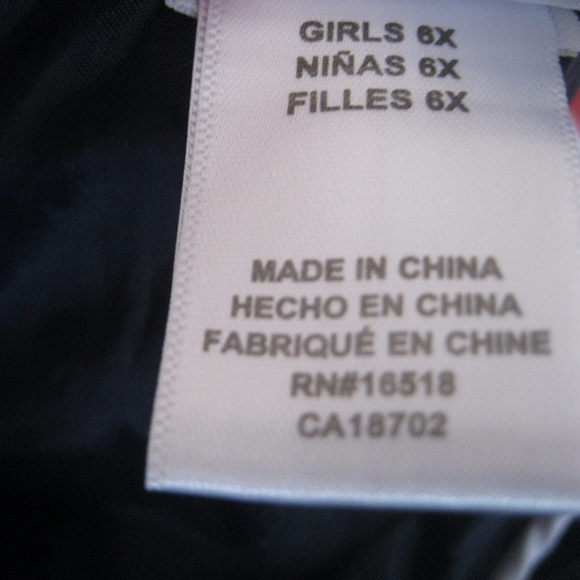 GIRLS 6X
NIÑAS 6X
FILLES 6X
MADE IN CHINA
HECHO EN CHINA
FABRIQUÉ EN CHINE
RN#16518
CA18702